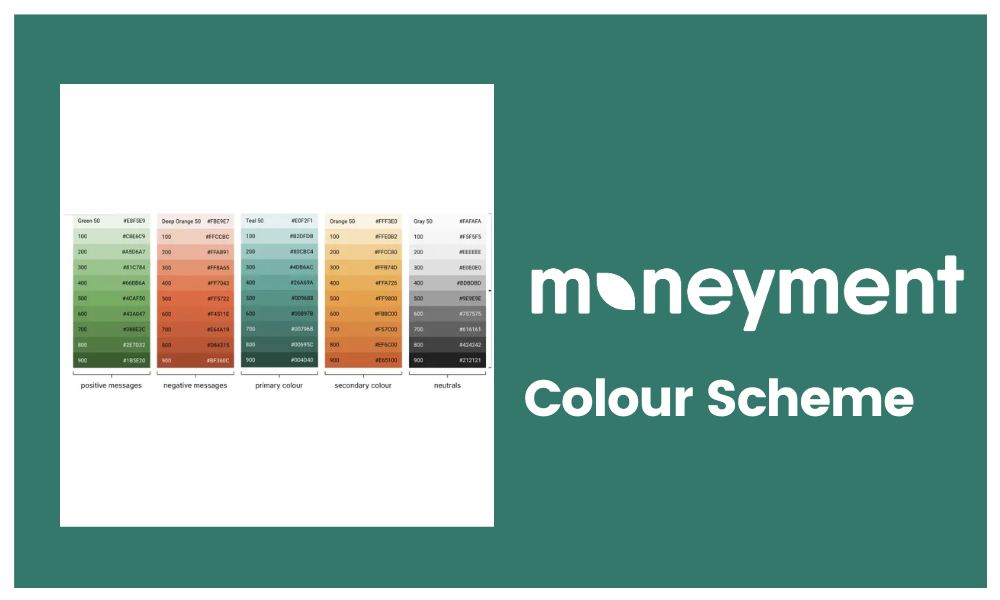 Green 50 #E8F5E9 Deep Orange 50 #FBE9E7 Teal 50 #E0F2F1 Orange 50 #FFF3E0 Gray 50 #FAFAFA
100 #C8E6C9 100 #FFCCBC 100 #B2DFDB 100 #FFE0B2 100 #F5F5F5
200 #A5D6A7 200 #FFAB91 200 #80CBC4 200 #FFCC80 200 #EEEEEE
300 #81C784 300 #FF8A65 300 #4DB6AC 300 #FFB74D 300 #E0E0E0
400 #66BB6A 400 #FF7043 400 #26A69A 400 #FFA726 400 #BDBDBD
500 #4CAF50 500 #FF5722 500 #009688 500 #FF9800 500 #9E9E9E
600 #43A047 600 #F4511E 600 #00897B 600 #FB8C00 600 #757575
700 #388E3C 700 #E64A19 700 #00796B 700 #F57C00 700 #616161
800 #2E7D32 800 #D84315 800 #00695C 800 #EF6C00 800 #424242
900 #1B5E20 900 #BF360C 900 #004D40 900 #E65100 900 #212121
positive messages negative messages primary colour secondary colour neutrals
moneyment
Colour Scheme